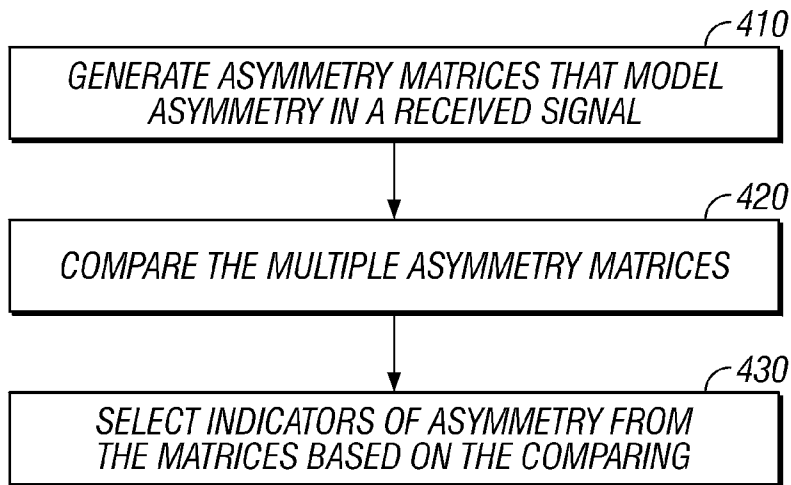 410
GENERATE ASYMMETRY MATRICES THAT MODEL
ASYMMETRY IN A RECEIVED SIGNAL
420
COMPARE THE MULTIPLE ASYMMETRY MATRICES
430
SELECT INDICATORS OF ASYMMETRY FROM
THE MATRICES BASED ON THE COMPARING